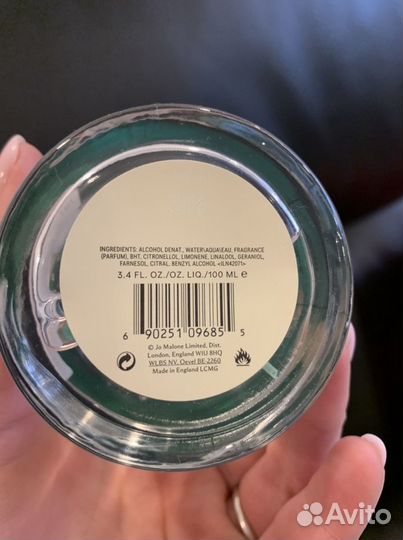 INGREDIENTS: ALCOHOL DENAT., WATER\AQUA\EAU, FRAGRANCE
(PARFUM), BHT, CITRONELLOL, LIMONENE, LINALOOL, GERANIOL,
FARNESOL, CITRAL, BENZYL ALCOHOL <ILN42071>
3.4 FL. OZ./OZ. LIQ./100 ML ℮
6 90251 09685 5
© Jo Malone Limited, Dist.
London, England W1U 8HQ
WLBS NV. Oevel BE-2260
Made in England LCMG
Avito